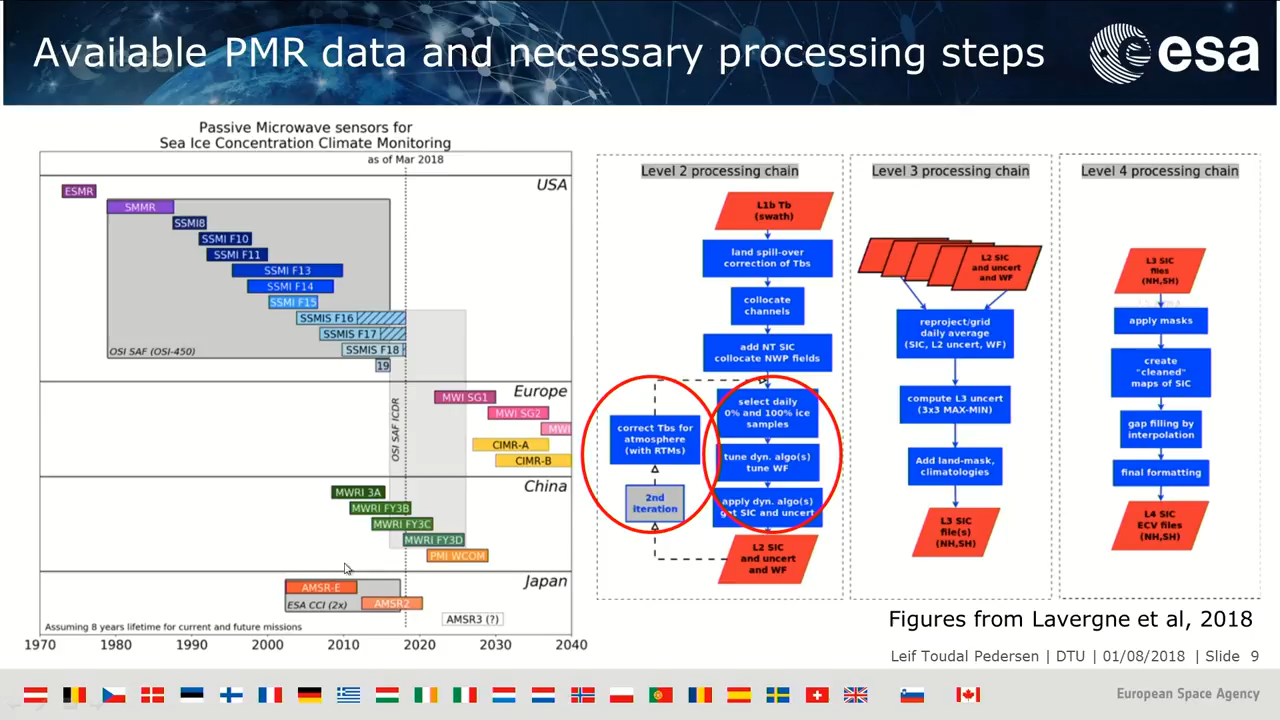 Available PMR data and necessary processing steps
esa
Passive Microwave sensors for
Sea Ice Concentration Climate Monitoring
as of Mar 2018
USA
ESMR
SMMR
SSMI8
SSMI F10
SSMI F11
SSMI F13
SSMI F14
SSMI F15
SSMIS F16
SSMIS F17
SSMIS F18
19
OSI SAF (OSI-450)
OSI SAF ICDR
Europe
MWI SG1
MWI SG2
MWI
CIMR-A
CIMR-B
China
MWRI 3A
MWRI FY3B
MWRI FY3C
MWRI FY3D
PMI WCOM
Japan
AMSR-E
ESA CCI (2x)
AMSR2
AMSR3 (?)
Assuming 8 years lifetime for current and future missions
1970 1980 1990 2000 2010 2020 2030 2040
Level 2 processing chain
L1b Tb
(swath)
land spill-over
correction of Tbs
collocate
channels
add NT SIC
collocate NWP fields
select daily
0% and 100% ice
samples
tune dyn. algo(s)
tune WF
apply dyn. algo(s)
get SIC and uncert
correct Tbs for
atmosphere
(with RTMs)
2nd
iteration
L2 SIC
and uncert
and WF
Level 3 processing chain
L2 SIC
and uncert
and WF
reproject/grid
daily average
(SIC, L2 uncert, WF)
compute L3 uncert
(3x3 MAX-MIN)
Add land-mask,
climatologies
L3 SIC
file(s)
(NH,SH)
Level 4 processing chain
L3 SIC
files
(NH,SH)
apply masks
create
"cleaned"
maps of SIC
gap filling by
interpolation
final formatting
L4 SIC
ECV files
(NH,SH)
Figures from Lavergne et al, 2018
Leif Toudal Pedersen | DTU | 01/08/2018 | Slide 9
European Space Agency